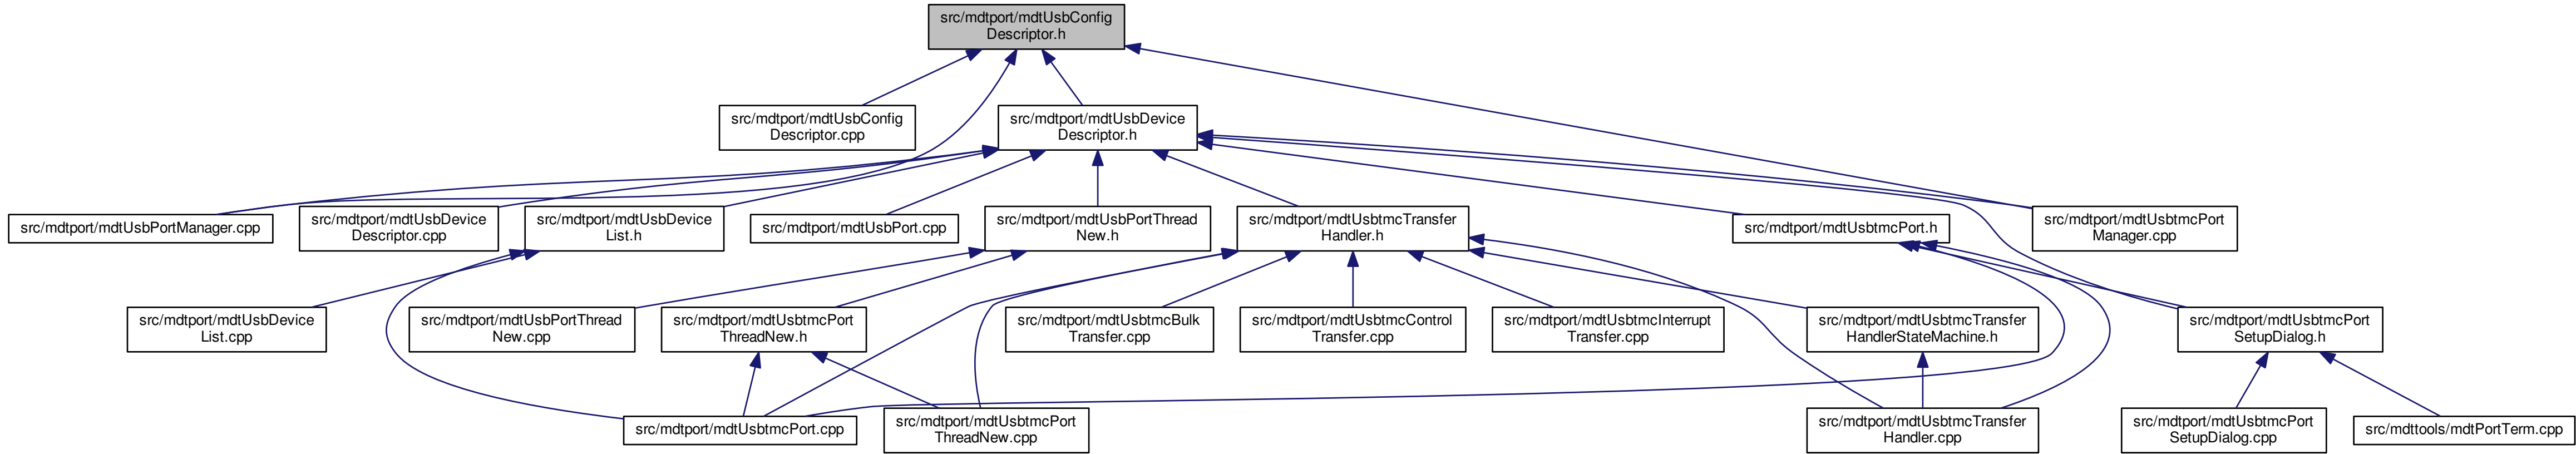 src/mdtport/mdtUsbConfig
Descriptor.h
src/mdtport/mdtUsbConfig
Descriptor.cpp
src/mdtport/mdtUsbDevice
Descriptor.h
src/mdtport/mdtUsbPortManager.cpp
src/mdtport/mdtUsbDevice
Descriptor.cpp
src/mdtport/mdtUsbDevice
List.h
src/mdtport/mdtUsbPort.cpp
src/mdtport/mdtUsbPortThread
New.h
src/mdtport/mdtUsbtmcTransfer
Handler.h
src/mdtport/mdtUsbtmcPort.h
src/mdtport/mdtUsbtmcPort
Manager.cpp
src/mdtport/mdtUsbDevice
List.cpp
src/mdtport/mdtUsbPortThread
New.cpp
src/mdtport/mdtUsbtmcPort
ThreadNew.h
src/mdtport/mdtUsbtmcBulk
Transfer.cpp
src/mdtport/mdtUsbtmcControl
Transfer.cpp
src/mdtport/mdtUsbtmcInterrupt
Transfer.cpp
src/mdtport/mdtUsbtmcTransfer
HandlerStateMachine.h
src/mdtport/mdtUsbtmcPort
SetupDialog.h
src/mdtport/mdtUsbtmcPort.cpp
src/mdtport/mdtUsbtmcPort
ThreadNew.cpp
src/mdtport/mdtUsbtmcTransfer
Handler.cpp
src/mdtport/mdtUsbtmcPort
SetupDialog.cpp
src/mdttools/mdtPortTerm.cpp